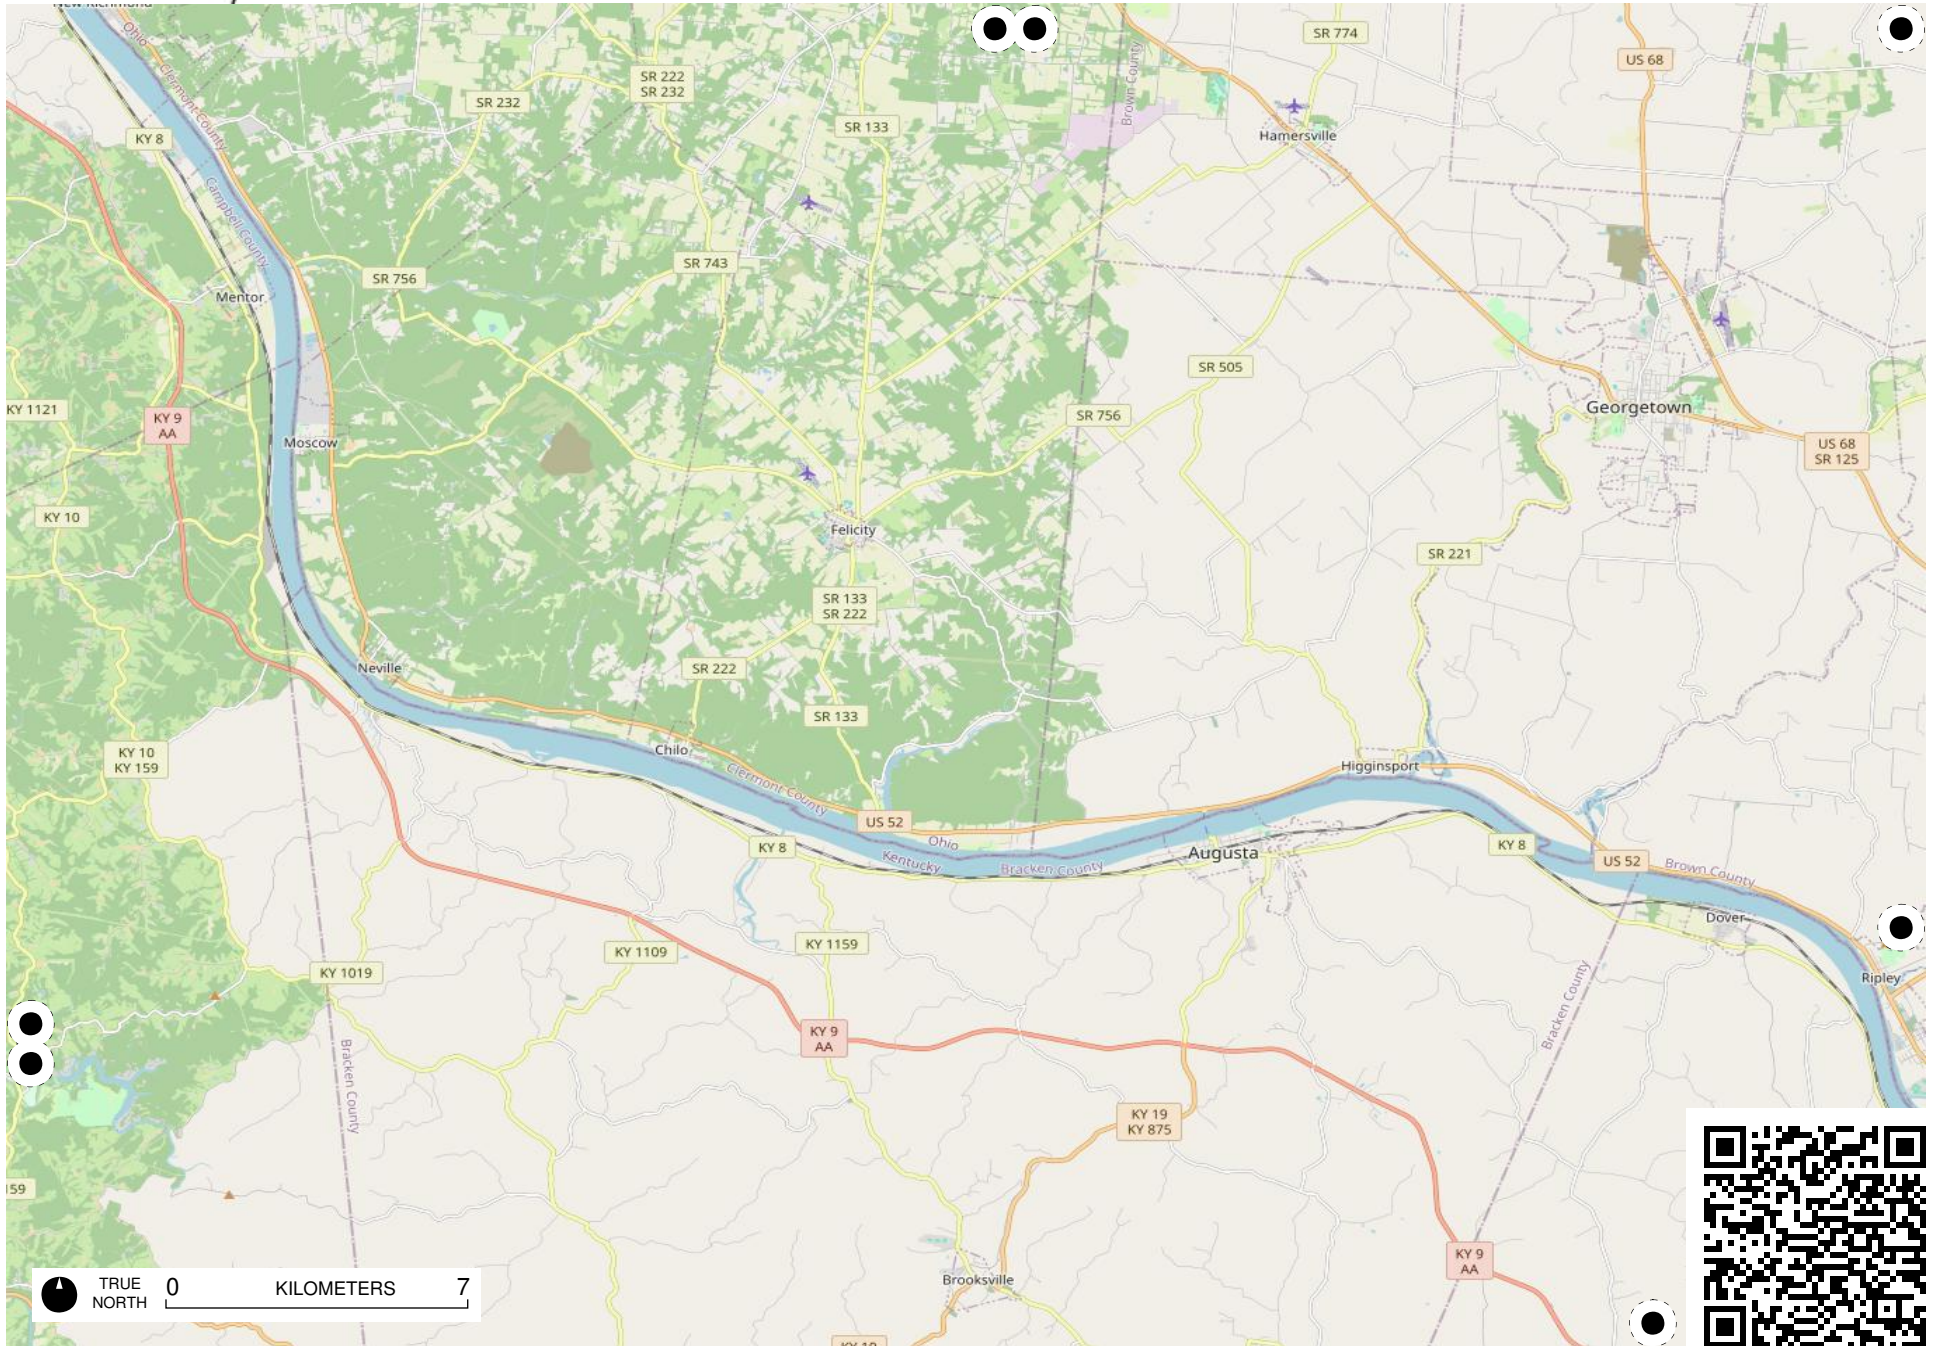 New Richmond
Ohio
Clermont County
SR 774
US 68
SR 222
SR 232
SR 232
SR 133
Brown County
KY 8
Hamersville
Campbell County
SR 743
SR 756
Mentor
SR 505
KY 1121
KY 9
AA
SR 756
Georgetown
Moscow
US 68
SR 125
KY 10
Felicity
SR 221
SR 133
SR 222
Neville
SR 222
SR 133
KY 10
KY 159
Chilo
Clermont County
Higginsport
US 52
Ohio
Kentucky
Bracken County
KY 8
Augusta
KY 8
US 52
Brown County
Dover
KY 1109
KY 1159
KY 1019
Ripley
Bracken County
KY 9
AA
Bracken County
KY 19
KY 875
159
KY 9
AA
Brooksville
TRUE
NORTH
0 KILOMETERS 7